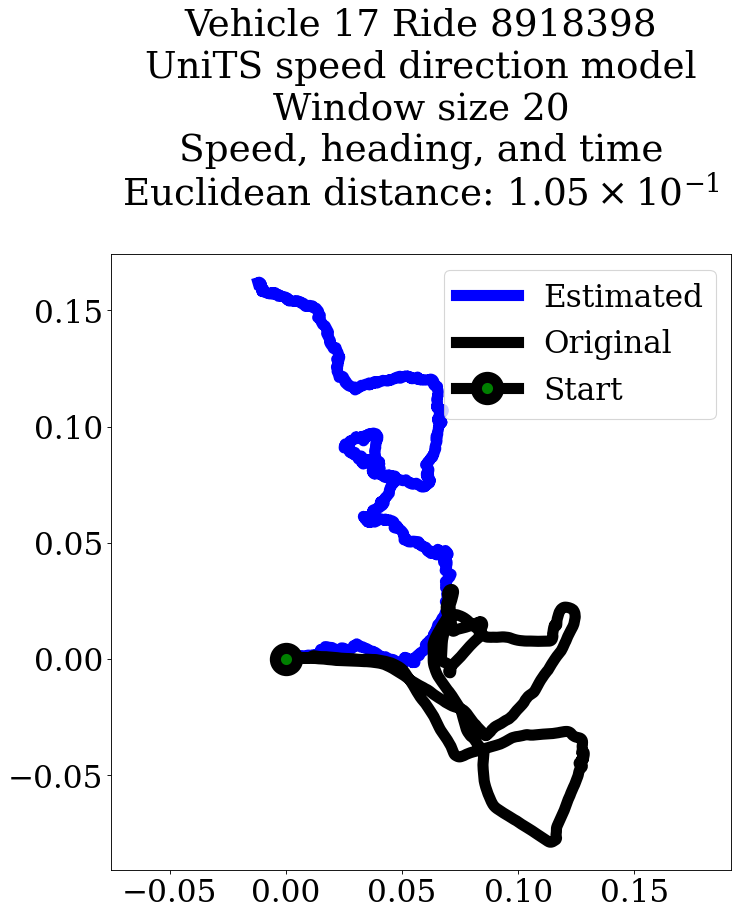 Vehicle 17 Ride 8918398
UniTS speed direction model
Window size 20
Speed, heading, and time
Euclidean distance: 1.05 × 10⁻¹
Estimated
Original
Start
0.15
0.10
0.05
0.00
−0.05
−0.05 0.00 0.05 0.10 0.15